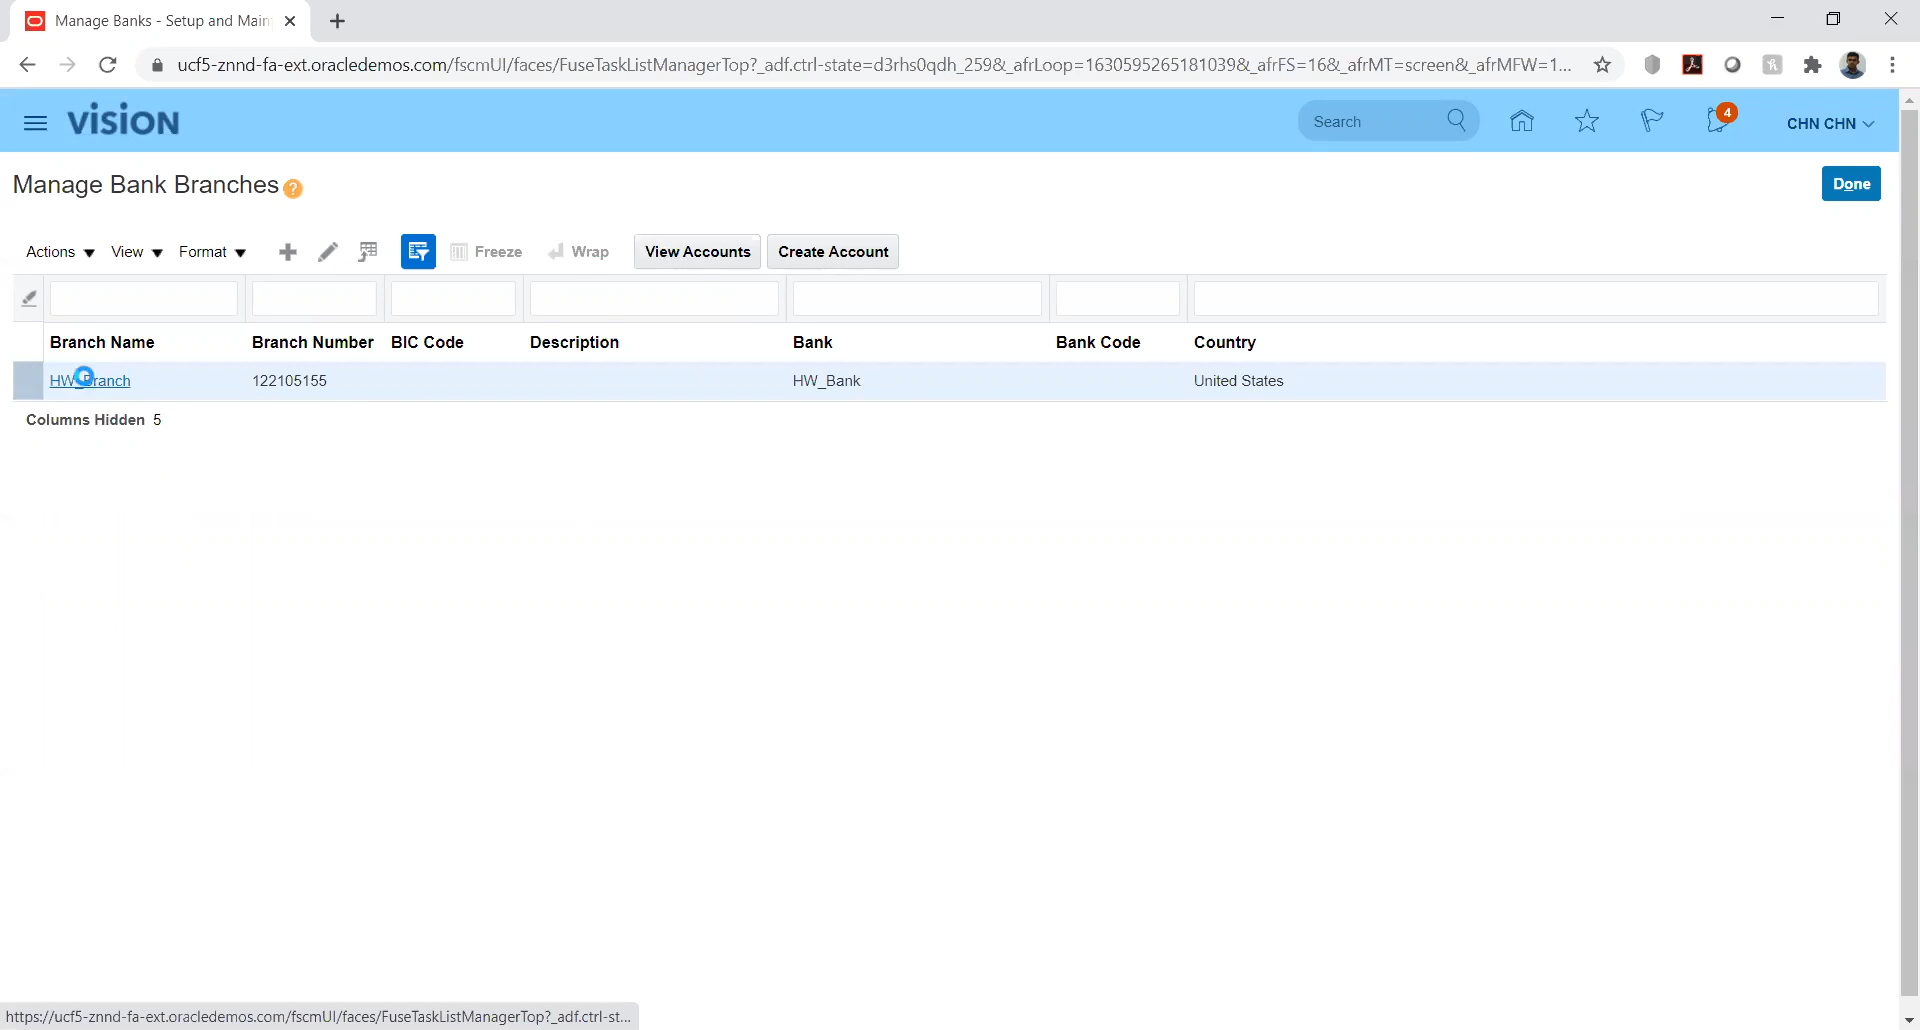 Manage Banks - Setup and Main
ucf5-znnd-fa-ext.oracledemos.com/fscmUI/faces/FuseTaskListManagerTop?_adf.ctrl-state=d3rhs0qdh_259&_afrLoop=1630595265181039&_afrFS=16&_afrMT=screen&_afrMFW=1...
VISION
Search
4
CHN CHN
Manage Bank Branches ?
Done
Actions View Format Freeze Wrap View Accounts Create Account
Branch Name Branch Number BIC Code Description Bank Bank Code Country
HW_Branch 122105155 HW_Bank United States
Columns Hidden 5
https://ucf5-znnd-fa-ext.oracledemos.com/fscmUI/faces/FuseTaskListManagerTop?_adf.ctrl-st...